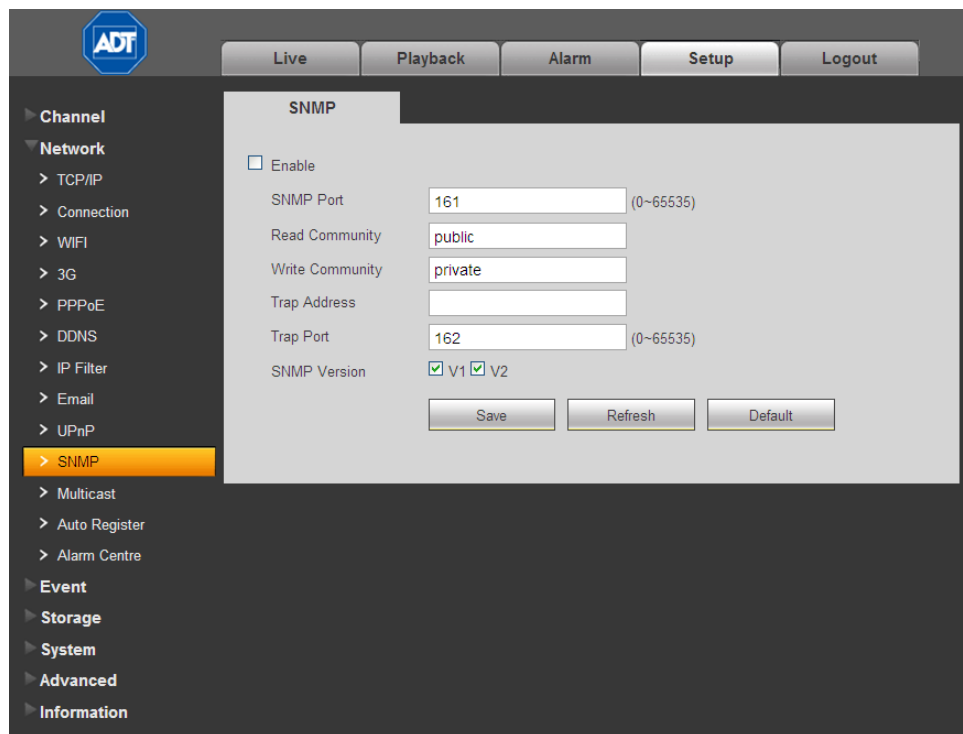 ADT
Live Playback Alarm Setup Logout
Channel
Network
TCP/IP
Connection
WIFI
3G
PPPoE
DDNS
IP Filter
Email
UPnP
SNMP
Multicast
Auto Register
Alarm Centre
Event
Storage
System
Advanced
Information
SNMP
Enable
SNMP Port 161 (0~65535)
Read Community public
Write Community private
Trap Address
Trap Port 162 (0~65535)
SNMP Version V1 V2
Save Refresh Default